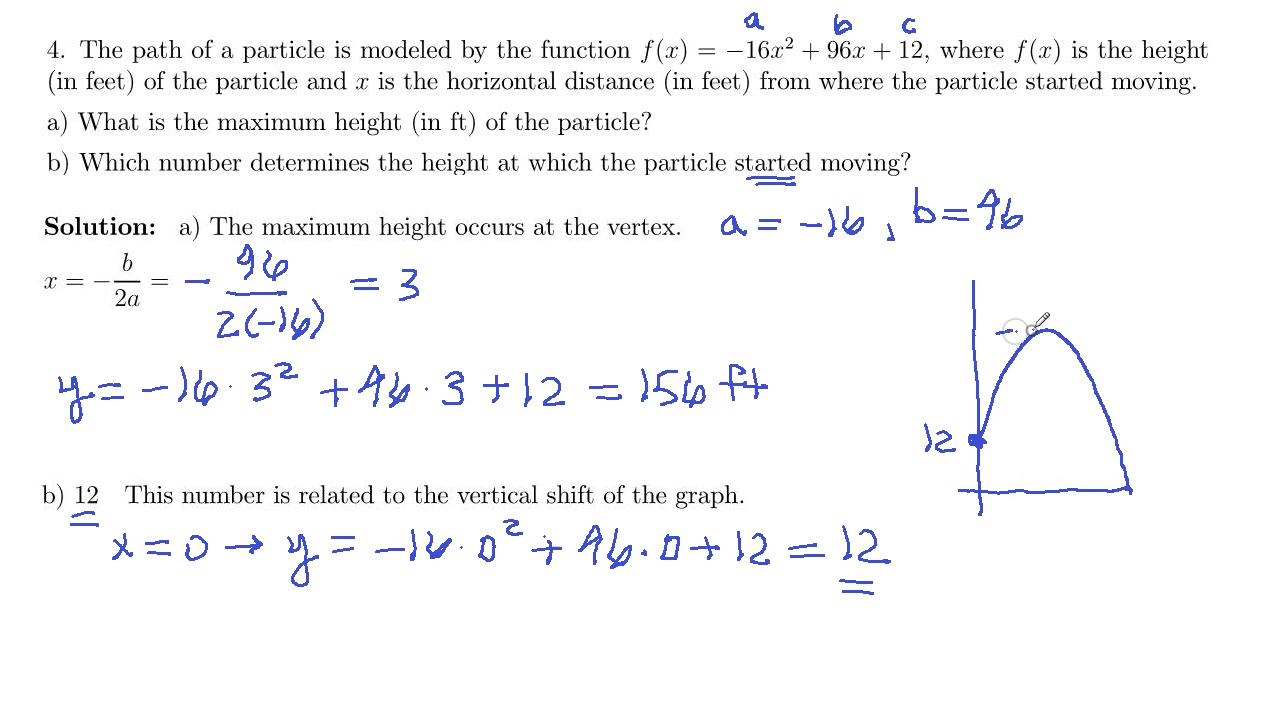 a b c
4. The path of a particle is modeled by the function f(x) = −16x² + 96x + 12, where f(x) is the height
(in feet) of the particle and x is the horizontal distance (in feet) from where the particle started moving.
a) What is the maximum height (in ft) of the particle?
b) Which number determines the height at which the particle started moving?
Solution: a) The maximum height occurs at the vertex. a = −16, b = 96
x = −b/2a = −96/2(−16) = 3
y = −16·3² + 96·3 + 12 = 156 ft
12
b) 12 This number is related to the vertical shift of the graph.
x = 0 → y = −16·0² + 96·0 + 12 = 12